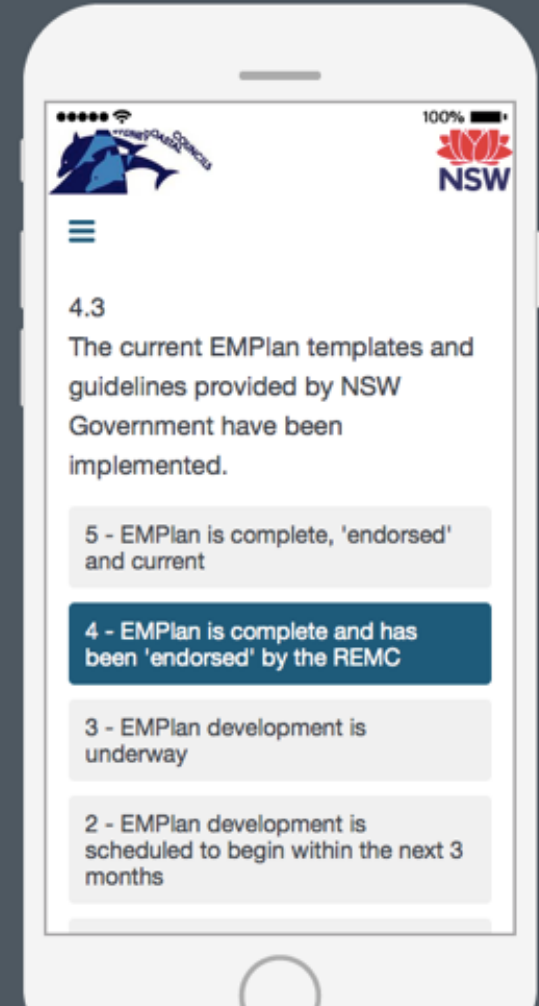 100%
COUNCILS
NSW
4.3
The current EMPlan templates and
guidelines provided by NSW
Government have been
implemented.
5 - EMPlan is complete, 'endorsed'
and current
4 - EMPlan is complete and has
been 'endorsed' by the REMC
3 - EMPlan development is
underway
2 - EMPlan development is
scheduled to begin within the next 3
months